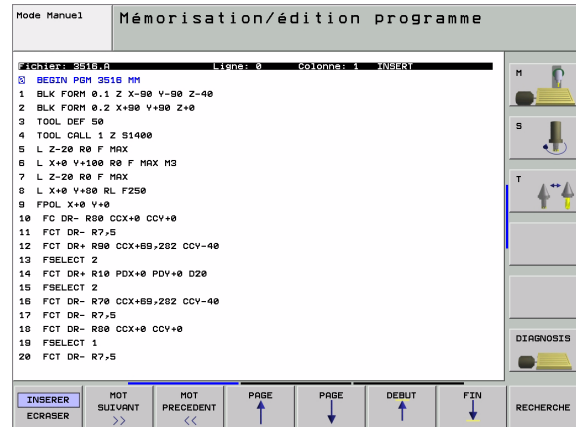 Mode Manuel
Mémorisation/édition programme
Fichier: 3516.A Ligne: 0 Colonne: 1 INSERT
0 BEGIN PGM 3516 MM
1 BLK FORM 0.1 Z X-90 Y-90 Z-40
2 BLK FORM 0.2 X+90 Y+90 Z+0
3 TOOL DEF 50
4 TOOL CALL 1 Z S1400
5 L Z-20 R0 F MAX
6 L X+0 Y+100 R0 F MAX M3
7 L Z-20 R0 F MAX
8 L X+0 Y+80 RL F250
9 FPOL X+0 Y+0
10 FC DR- R80 CCX+0 CCY+0
11 FCT DR- R7,5
12 FCT DR+ R90 CCX+69,282 CCY-40
13 FSELECT 2
14 FCT DR+ R10 PDX+0 PDY+0 D20
15 FSELECT 2
16 FCT DR- R70 CCX+69,282 CCY-40
17 FCT DR- R7,5
18 FCT DR- R80 CCX+0 CCY+0
19 FSELECT 1
20 FCT DR- R7,5
M
S
T
DIAGNOSIS
INSERER
ECRASER
MOT
SUIVANT
>>
MOT
PRECEDENT
<<
PAGE
PAGE
DEBUT
FIN
RECHERCHE